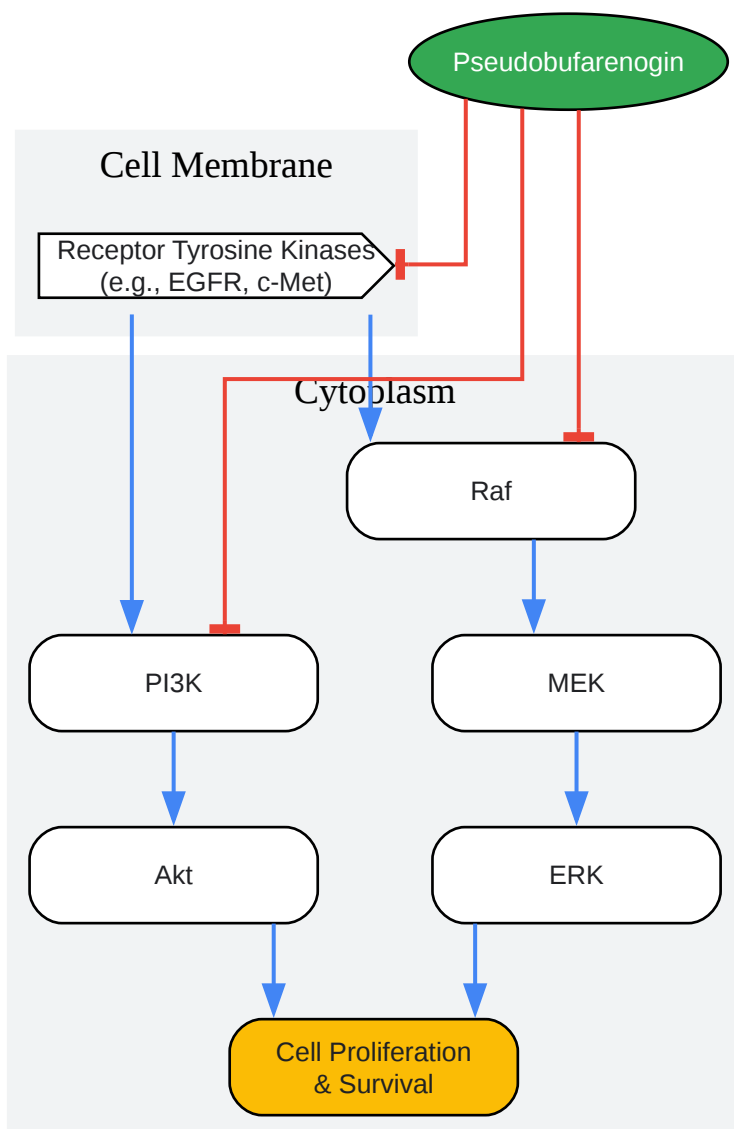 Pseudobufarenogin
Cell Membrane
Receptor Tyrosine Kinases
(e.g., EGFR, c-Met)
Cytoplasm
Raf
PI3K
MEK
Akt
ERK
Cell Proliferation
& Survival